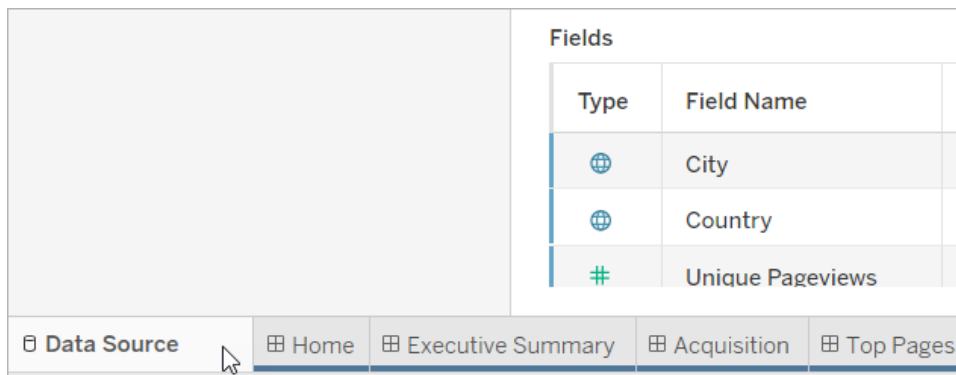 Fields
Type Field Name
City
Country
# Unique Pageviews
Data Source Home Executive Summary Acquisition Top Pages